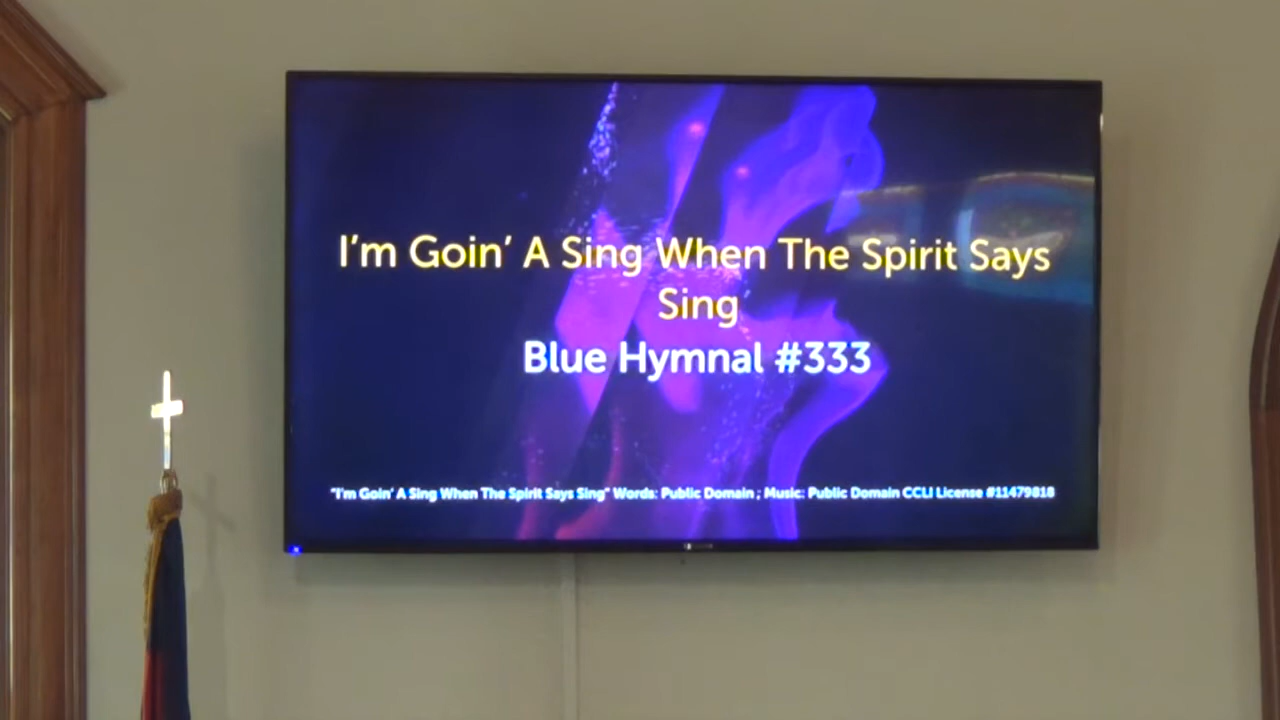 I'm Goin' A Sing When The Spirit Says
Sing
Blue Hymnal #333
"I'm Goin' A Sing When The Spirit Says Sing" Words: Public Domain ; Music: Public Domain CCLI License #11479818